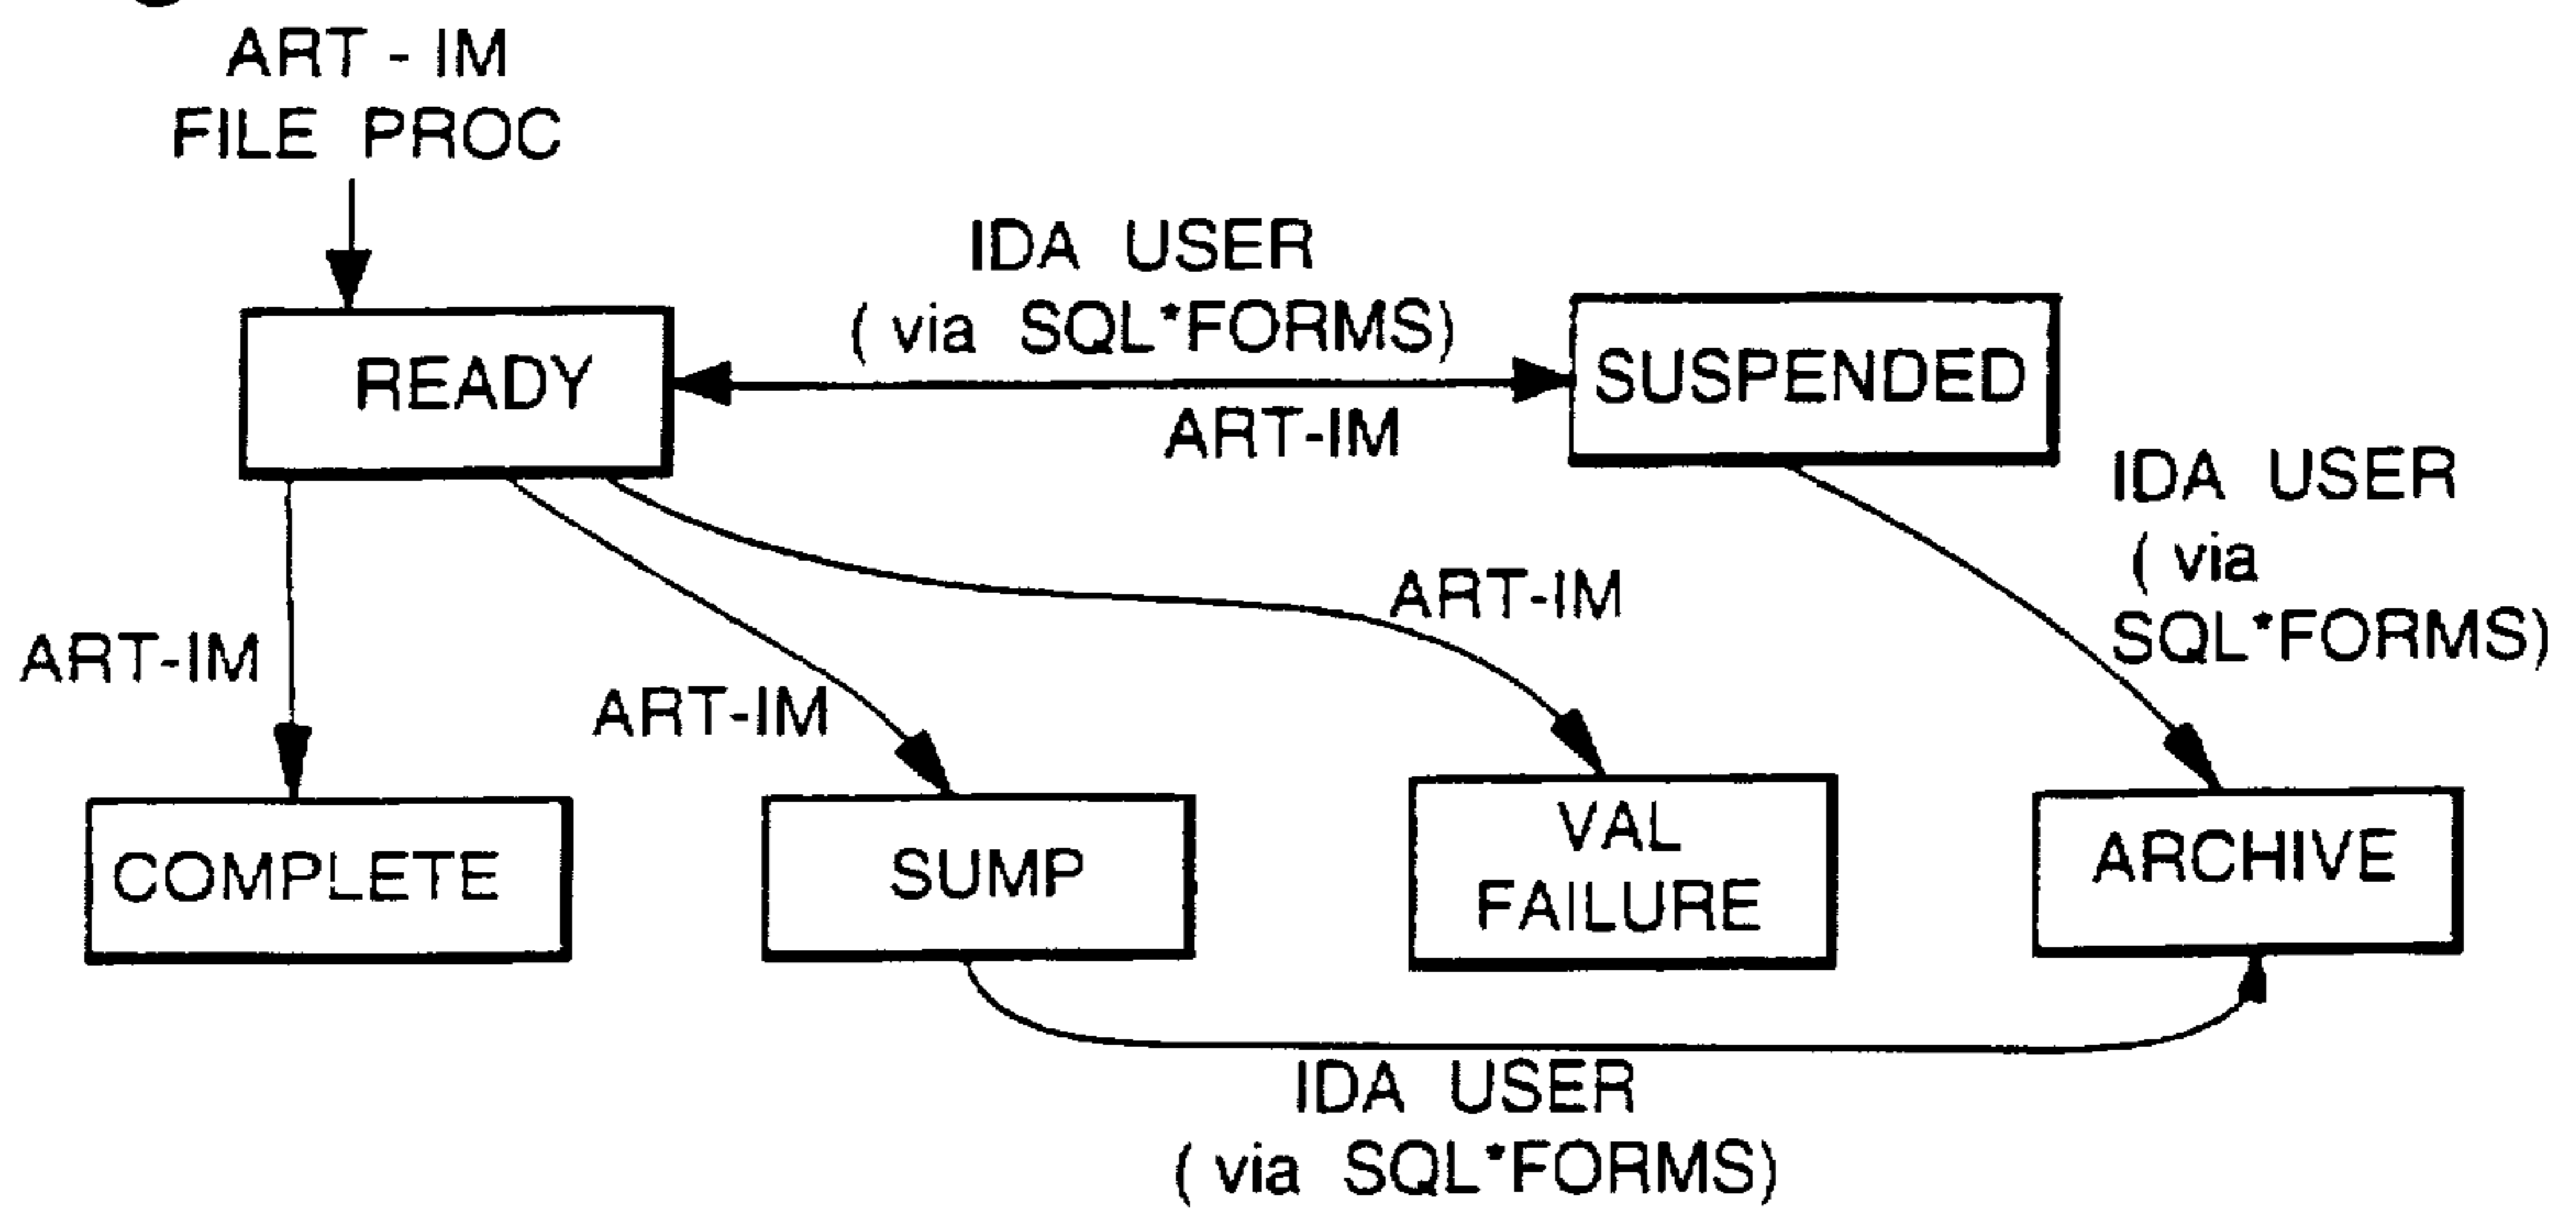 ART - IM
FILE PROC
IDA USER
( via SQL*FORMS)
READY
SUSPENDED
ART-IM
IDA USER
( via
SQL*FORMS)
ART-IM
ART-IM
ART-IM
COMPLETE
SUMP
VAL
FAILURE
ARCHIVE
IDA USER
( via SQL*FORMS)